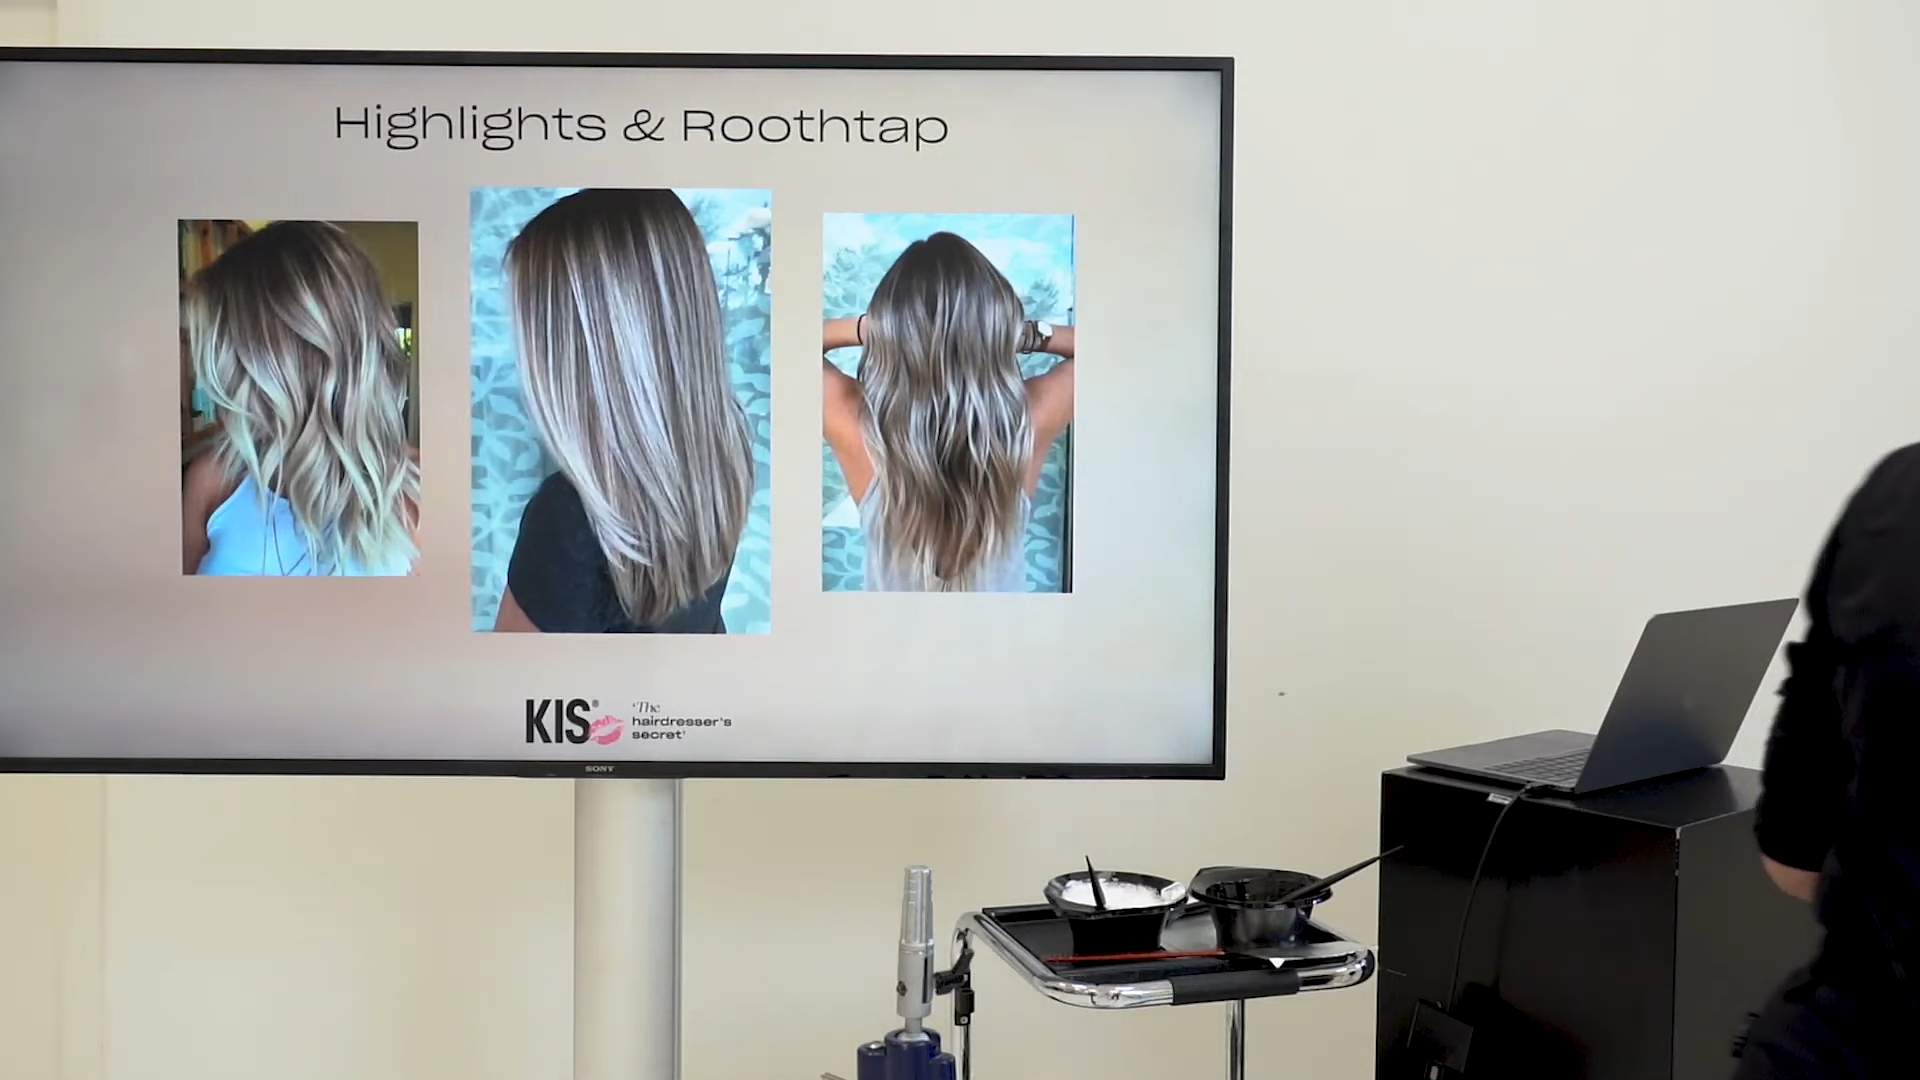 Highlights & Roothtap
KIS®
'The
hairdresser's
secret'
SONY